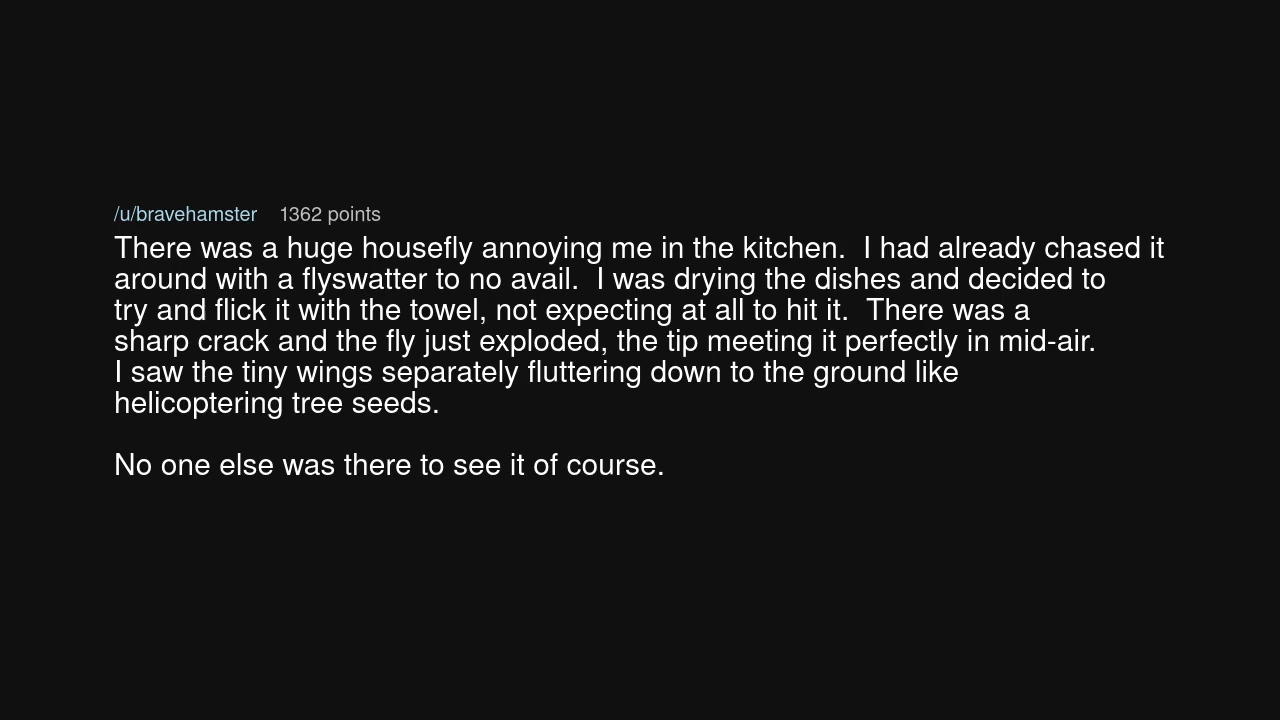 /u/bravehamster 1362 points
There was a huge housefly annoying me in the kitchen.  I had already chased it
around with a flyswatter to no avail.  I was drying the dishes and decided to
try and flick it with the towel, not expecting at all to hit it.  There was a
sharp crack and the fly just exploded, the tip meeting it perfectly in mid-air.
I saw the tiny wings separately fluttering down to the ground like
helicoptering tree seeds.
No one else was there to see it of course.